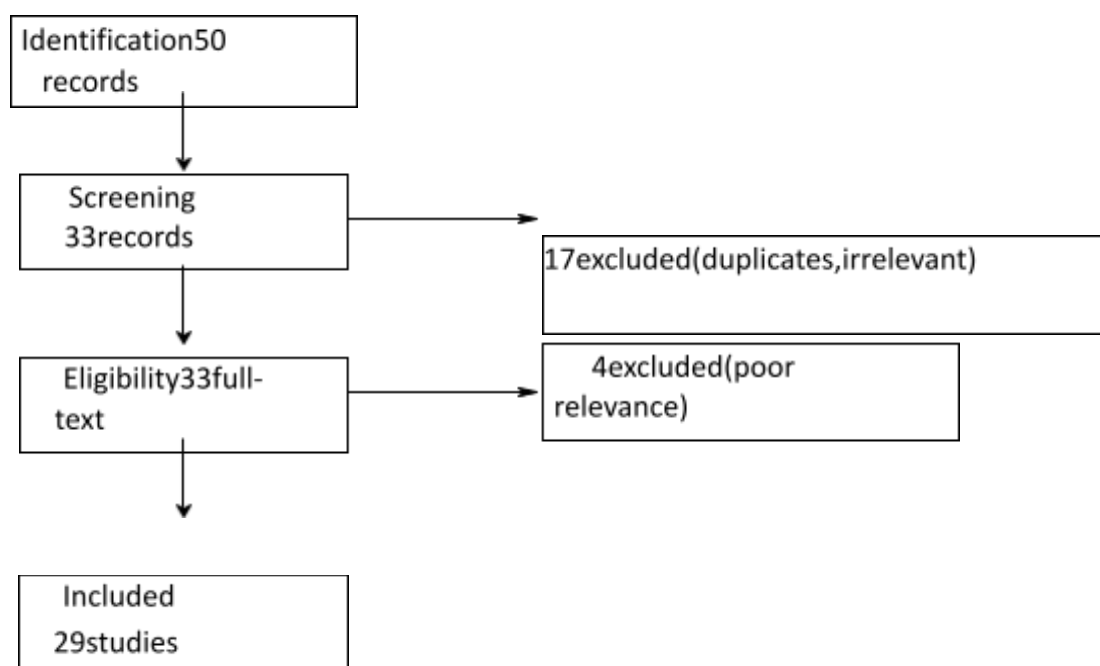 Identification50
records
Screening
33records
17excluded(duplicates,irrelevant)
Eligibility33full-
text
4excluded(poor
relevance)
Included
29studies